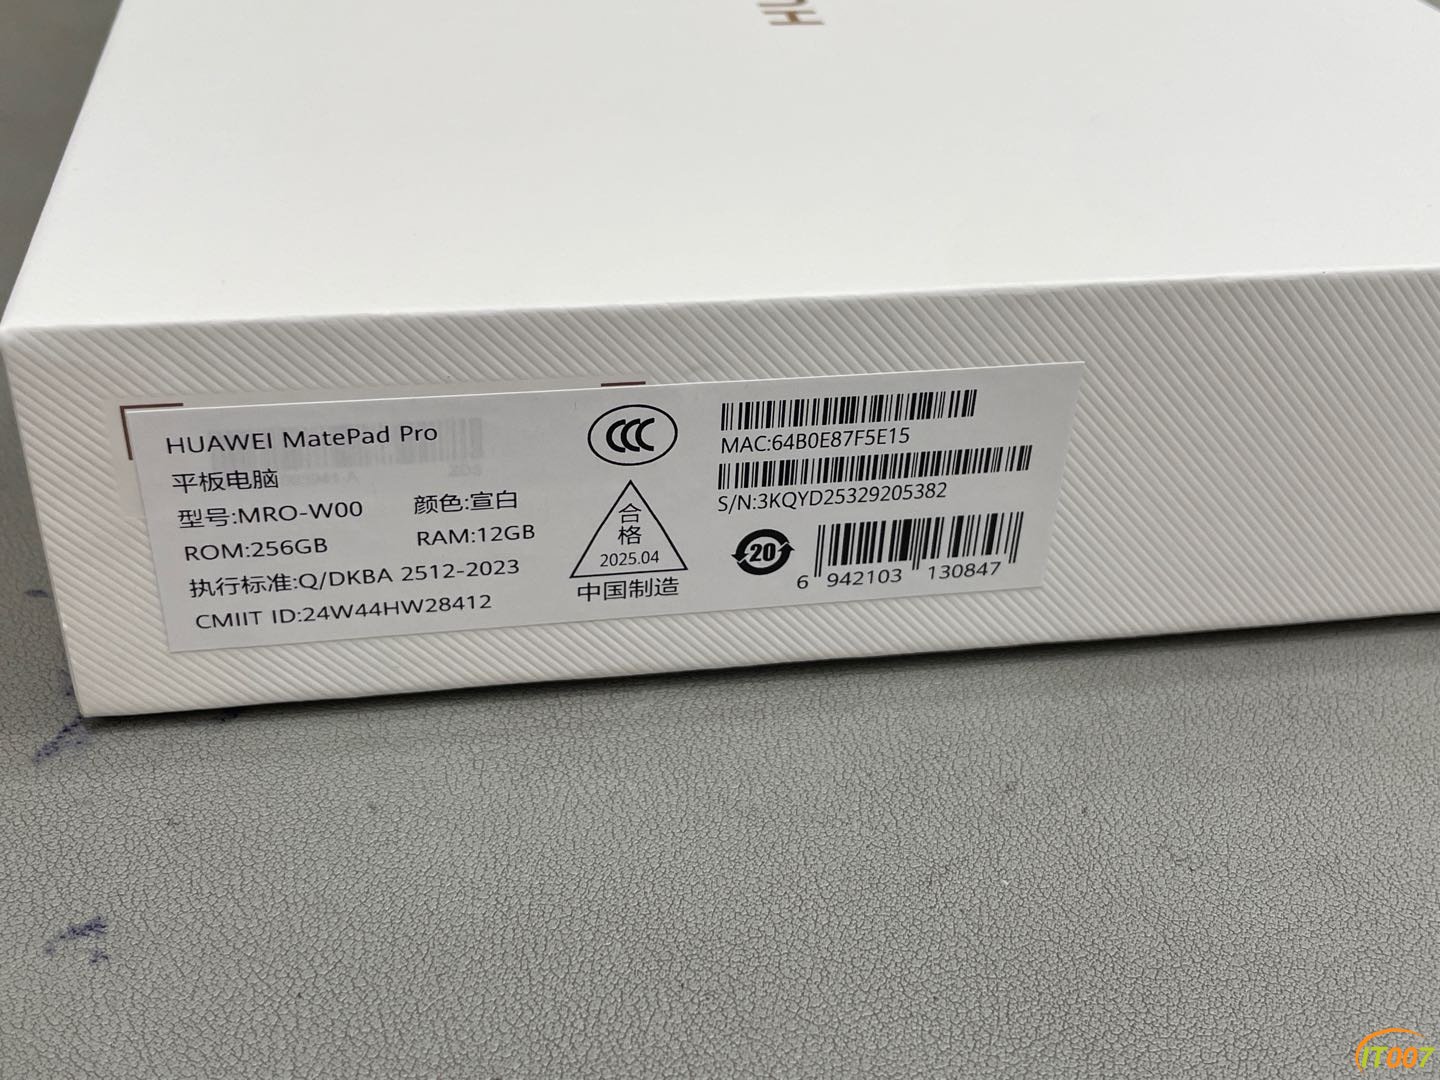 HU
HUAWEI MatePad Pro
平板电脑
型号:MRO-W00 颜色:宣白
ROM:256GB RAM:12GB
执行标准:Q/DKBA 2512-2023
CMIIT ID:24W44HW28412
CCC
合格
2025.04
中国制造
MAC:64B0E87F5E15
S/N:3KQYD25329205382
20
6 942103 130847
IT007